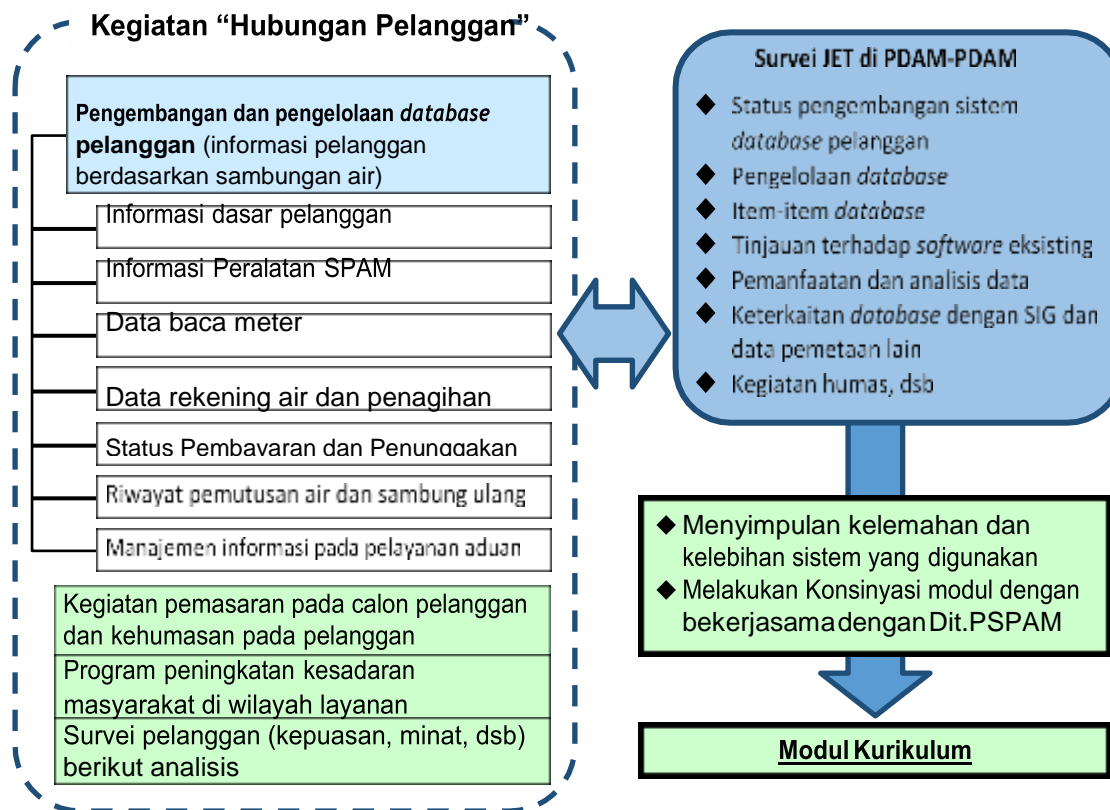 Kegiatan “Hubungan Pelanggan”
Pengembangan dan pengelolaan database
pelanggan (informasi pelanggan
berdasarkan sambungan air)
Informasi dasar pelanggan
Informasi Peralatan SPAM
Data baca meter
Data rekening air dan penagihan
Status Pembayaran dan Penunggakan
Riwayat pemutusan air dan sambung ulang
Manajemen informasi pada pelayanan aduan
Kegiatan pemasaran pada calon pelanggan
dan kehumasan pada pelanggan
Program peningkatan kesadaran
masyarakat di wilayah layanan
Survei pelanggan (kepuasan, minat, dsb)
berikut analisis
Survei JET di PDAM-PDAM
◆ Status pengembangan sistem
database pelanggan
◆ Pengelolaan database
◆ Item-item database
◆ Tinjauan terhadap software eksisting
◆ Pemanfaatan dan analisis data
◆ Keterkaitan database dengan SIG dan
data pemetaan lain
◆ Kegiatan humas, dsb
◆ Menyimpulan kelemahan dan
kelebihan sistem yang digunakan
◆ Melakukan Konsinyasi modul dengan
bekerjasama dengan Dit.PSPAM
Modul Kurikulum